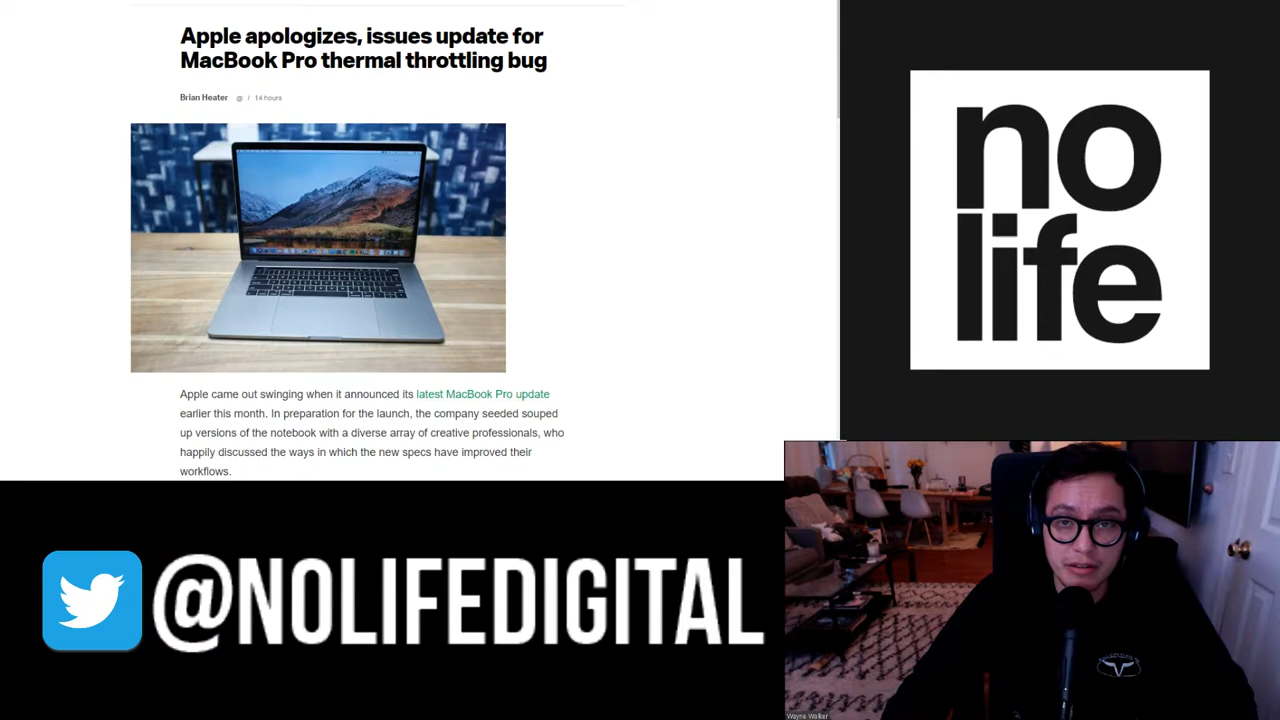 Apple apologizes, issues update for
MacBook Pro thermal throttling bug
Brian Heater @ / 14 hours
Apple came out swinging when it announced its latest MacBook Pro update
earlier this month. In preparation for the launch, the company seeded souped
up versions of the notebook with a diverse array of creative professionals, who
happily discussed the ways in which the new specs have improved their
workflows.
no
life
@NOLIFEDIGITAL
Wayne Walker